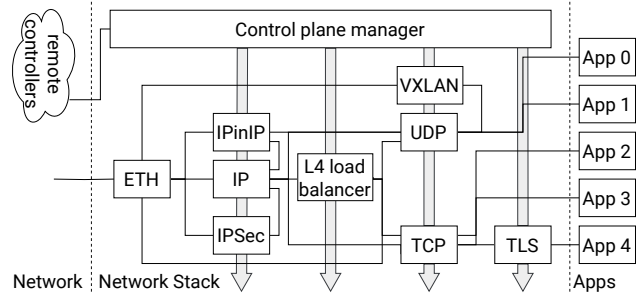 remote
controllers
Control plane manager
App 0
VXLAN
App 1
IPinIP
UDP
App 2
ETH
IP
L4 load
balancer
App 3
IPSec
TCP
TLS
App 4
Network
Network Stack
Apps